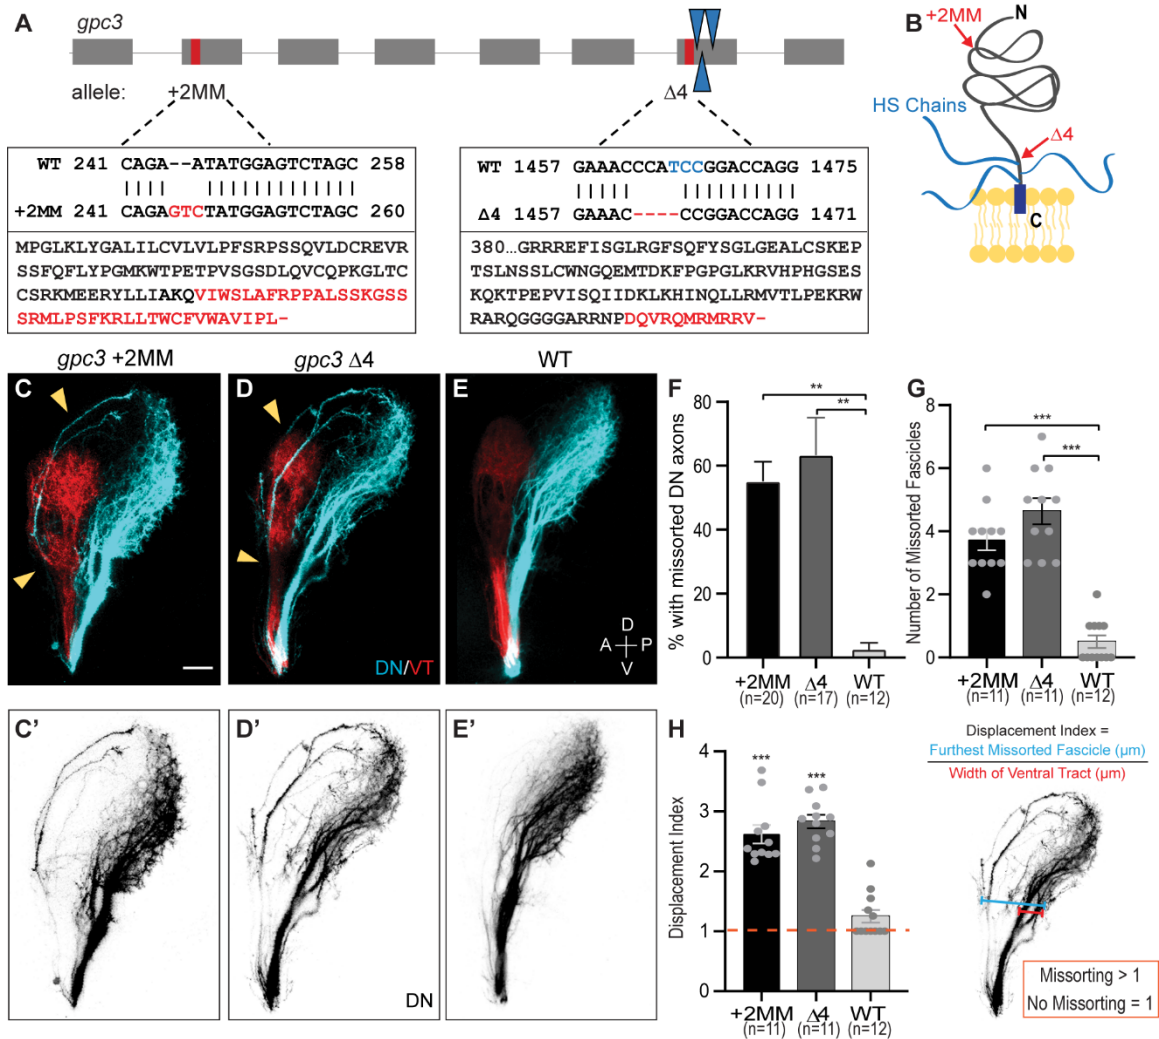 A
gpc3
allele:
+2MM
Δ4
WT 241 CAGA--ATATGGAGTCTAGC 258
+2MM 241 CAGAGTCTATGGAGTCTAGC 260
MPGLKLYGALILCVLVLPFSRPSSQVLDCREVR
SSFQFLYPGMKWTPETPVSGSDLQVCQPKGLTC
CSRKMEERYLLIAKQVIWSLAFRPPALSSKGSS
SRMLPSFKRLLTWCFVWAVIPL-
WT 1457 GAAACCCATCCGGACCAGG 1475
Δ4 1457 GAAAC----CCGGACCAGG 1471
380...GRRREFISGLRGFSQFYSGLGEALCSKEP
TSLNSSLCWNGQEMTDKFPGPGLKRVHPHGSES
KQKTPEPVISQIIDKLKHINQLLRMVTLPEKRW
RARQGGGGARRNPDQVRQMRMRRV-
B
+2MM
N
HS Chains
Δ4
C
gpc3 +2MM
gpc3 Δ4
WT
C
D
DN/VT
E
D
A P
V
C'
D'
DN
E'
F
% with missorted DN axons
80
60
40
20
0
**
**
+2MM Δ4 WT
(n=20) (n=17) (n=12)
G
Number of Missorted Fascicles
8
6
4
2
0
***
***
+2MM Δ4 WT
(n=11) (n=11) (n=12)
H
Displacement Index
4
3
2
1
0
***
***
+2MM Δ4 WT
(n=11) (n=11) (n=12)
Displacement Index =
Furthest Missorted Fascicle (µm)
Width of Ventral Tract (µm)
Missorting > 1
No Missorting = 1